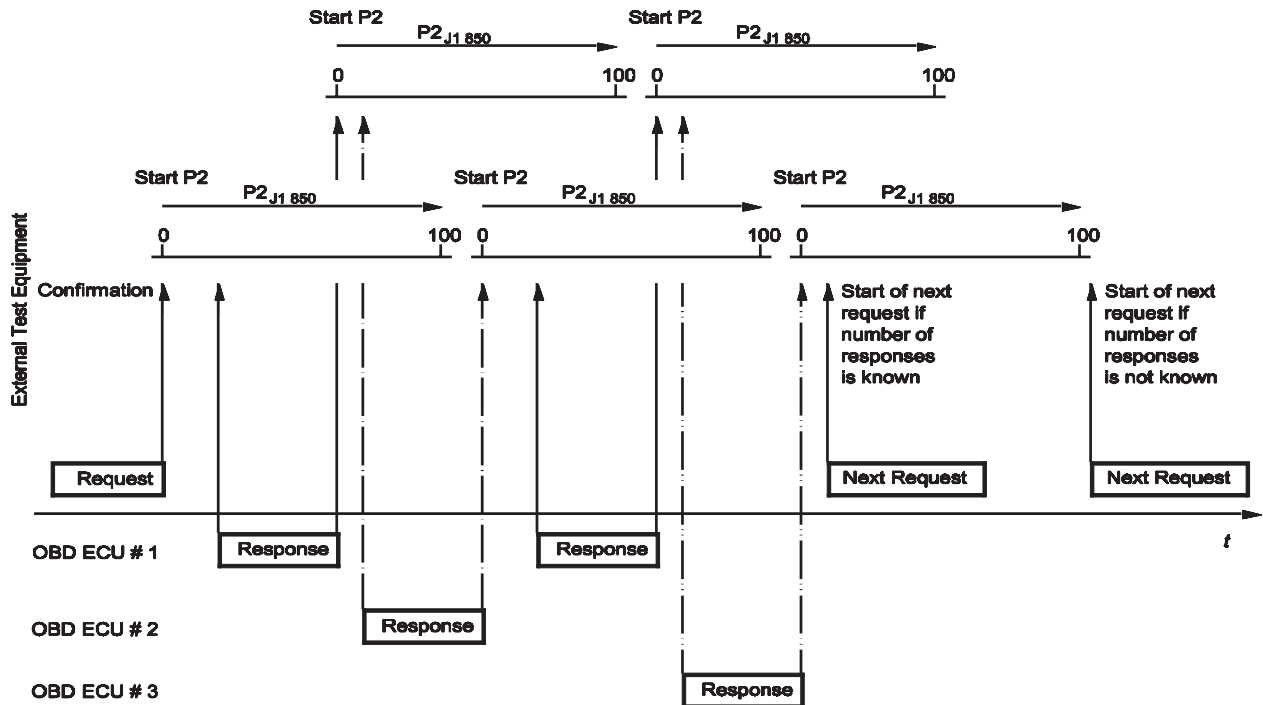 Start P2
P2J1 850
0
100
Start P2
P2J1 850
0
100
Start P2
P2J1 850
0
100
Start P2
P2J1 850
0
100
Start P2
P2J1 850
0
100
External Test Equipment
Confirmation
Start of next
request if
number of
responses
is known
Start of next
request if
number of
responses
is not known
Request
Next Request
Next Request
t
OBD ECU # 1
Response
Response
OBD ECU # 2
Response
OBD ECU # 3
Response